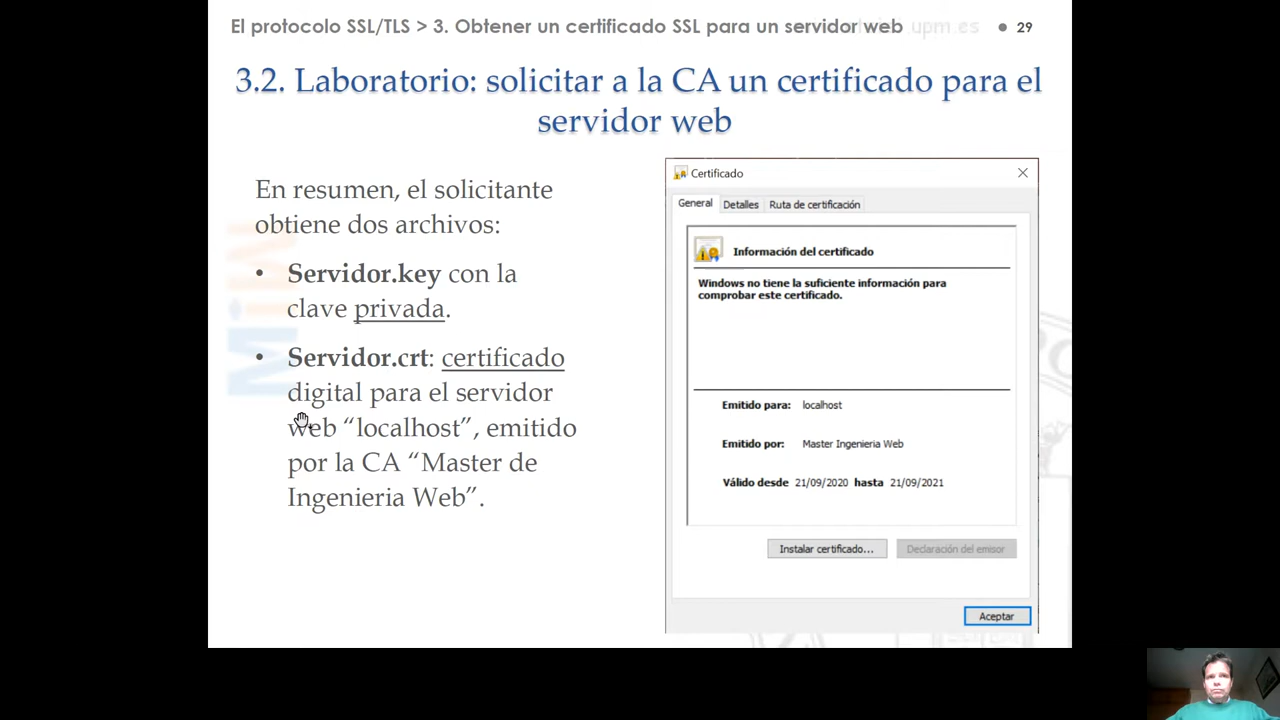 El protocolo SSL/TLS > 3. Obtener un certificado SSL para un servidor web
29
3.2. Laboratorio: solicitar a la CA un certificado para el
servidor web
En resumen, el solicitante
obtiene dos archivos:
• Servidor.key con la
clave privada.
• Servidor.crt: certificado
digital para el servidor
web “localhost”, emitido
por la CA “Master de
Ingenieria Web”.
Certificado
General Detalles Ruta de certificación
Información del certificado
Windows no tiene la suficiente información para
comprobar este certificado.
Emitido para: localhost
Emitido por: Master Ingenieria Web
Válido desde 21/09/2020 hasta 21/09/2021
Instalar certificado... Declaración del emisor
Aceptar